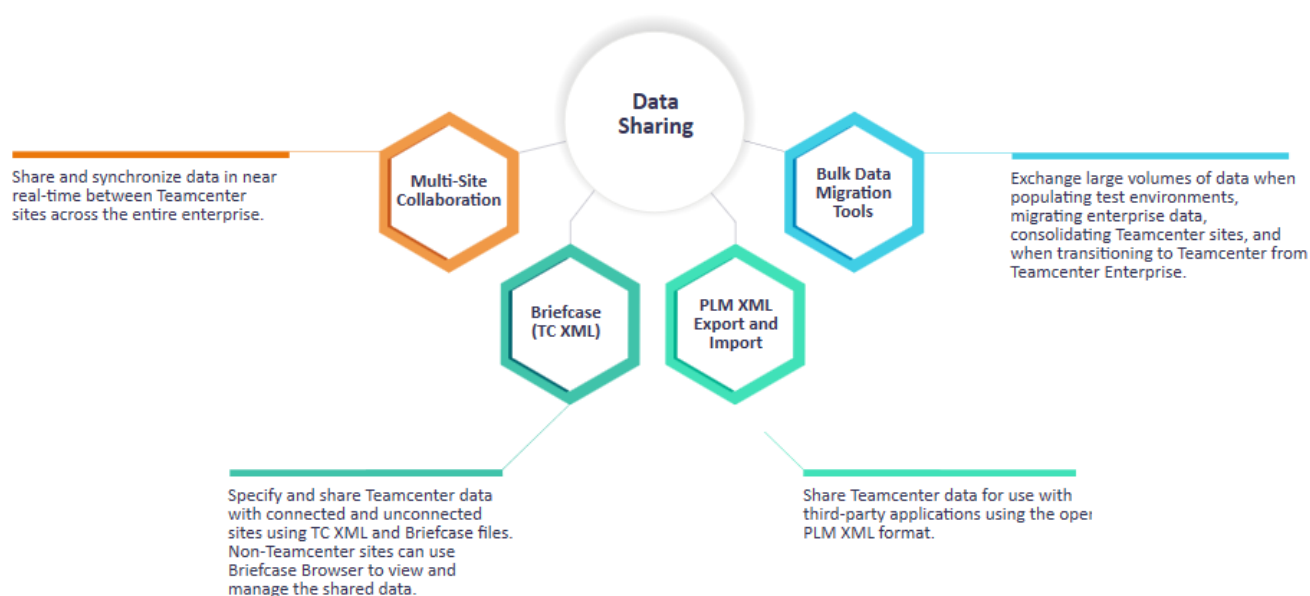 Data
Sharing
Multi-Site
Collaboration
Share and synchronize data in near
real-time between Teamcenter
sites across the entire enterprise.
Briefcase
(TC XML)
Specify and share Teamcenter data
with connected and unconnected
sites using TC XML and Briefcase files.
Non-Teamcenter sites can use
Briefcase Browser to view and
manage the shared data.
PLM XML
Export and
Import
Share Teamcenter data for use with
third-party applications using the open
PLM XML format.
Bulk Data
Migration
Tools
Exchange large volumes of data when
populating test environments,
migrating enterprise data,
consolidating Teamcenter sites, and
when transitioning to Teamcenter from
Teamcenter Enterprise.